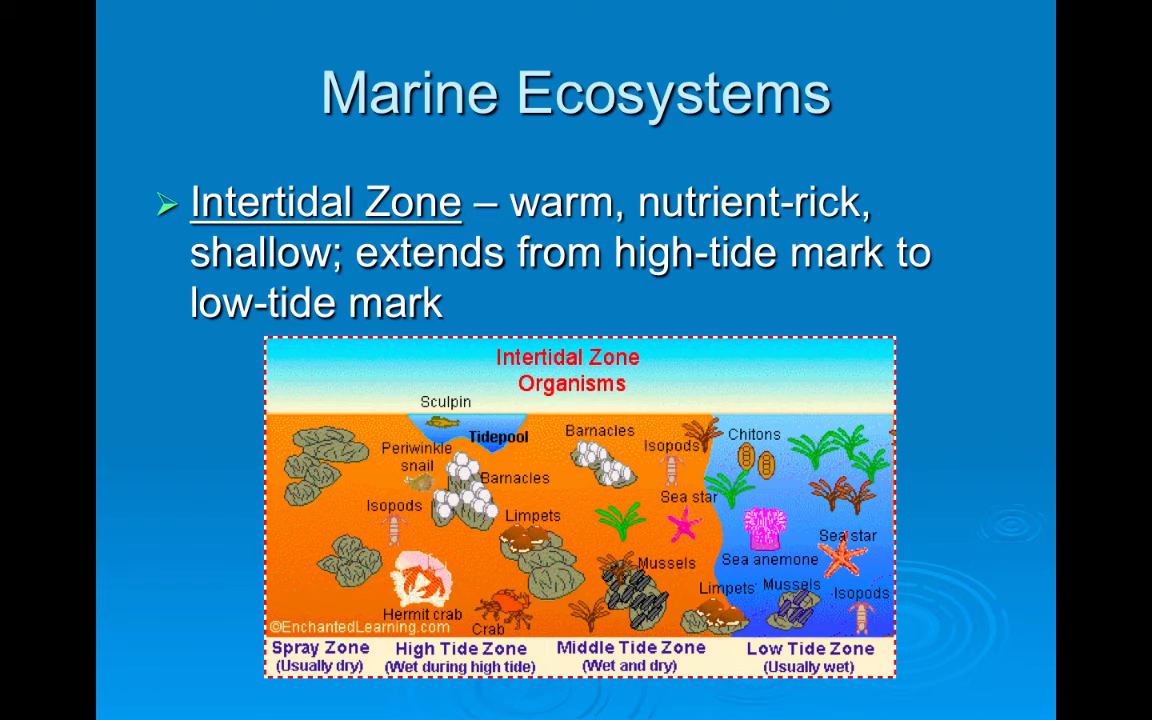 Marine Ecosystems
Intertidal Zone – warm, nutrient-rick,
shallow; extends from high-tide mark to
low-tide mark
Intertidal Zone
Organisms
Sculpin
Tidepool
Periwinkle
snail
Barnacles
Isopods
Limpets
Hermit crab
Crab
Barnacles
Isopods
Sea star
Mussels
Limpets
Chitons
Sea anemone
Sea star
Mussels
Isopods
©EnchantedLearning.com
Spray Zone
(Usually dry)
High Tide Zone
(Wet during high tide)
Middle Tide Zone
(Wet and dry)
Low Tide Zone
(Usually wet)